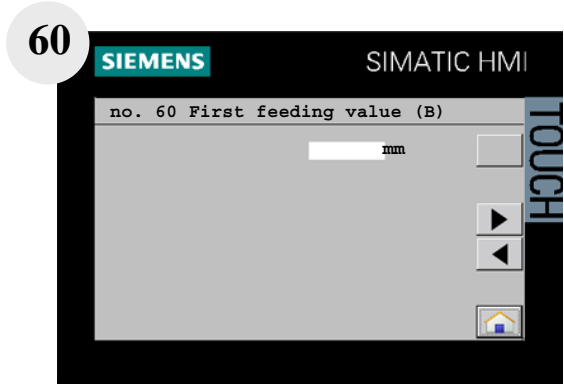 60
SIEMENS
SIMATIC HMI
no. 60 First feeding value (B)
mm
TOUCH